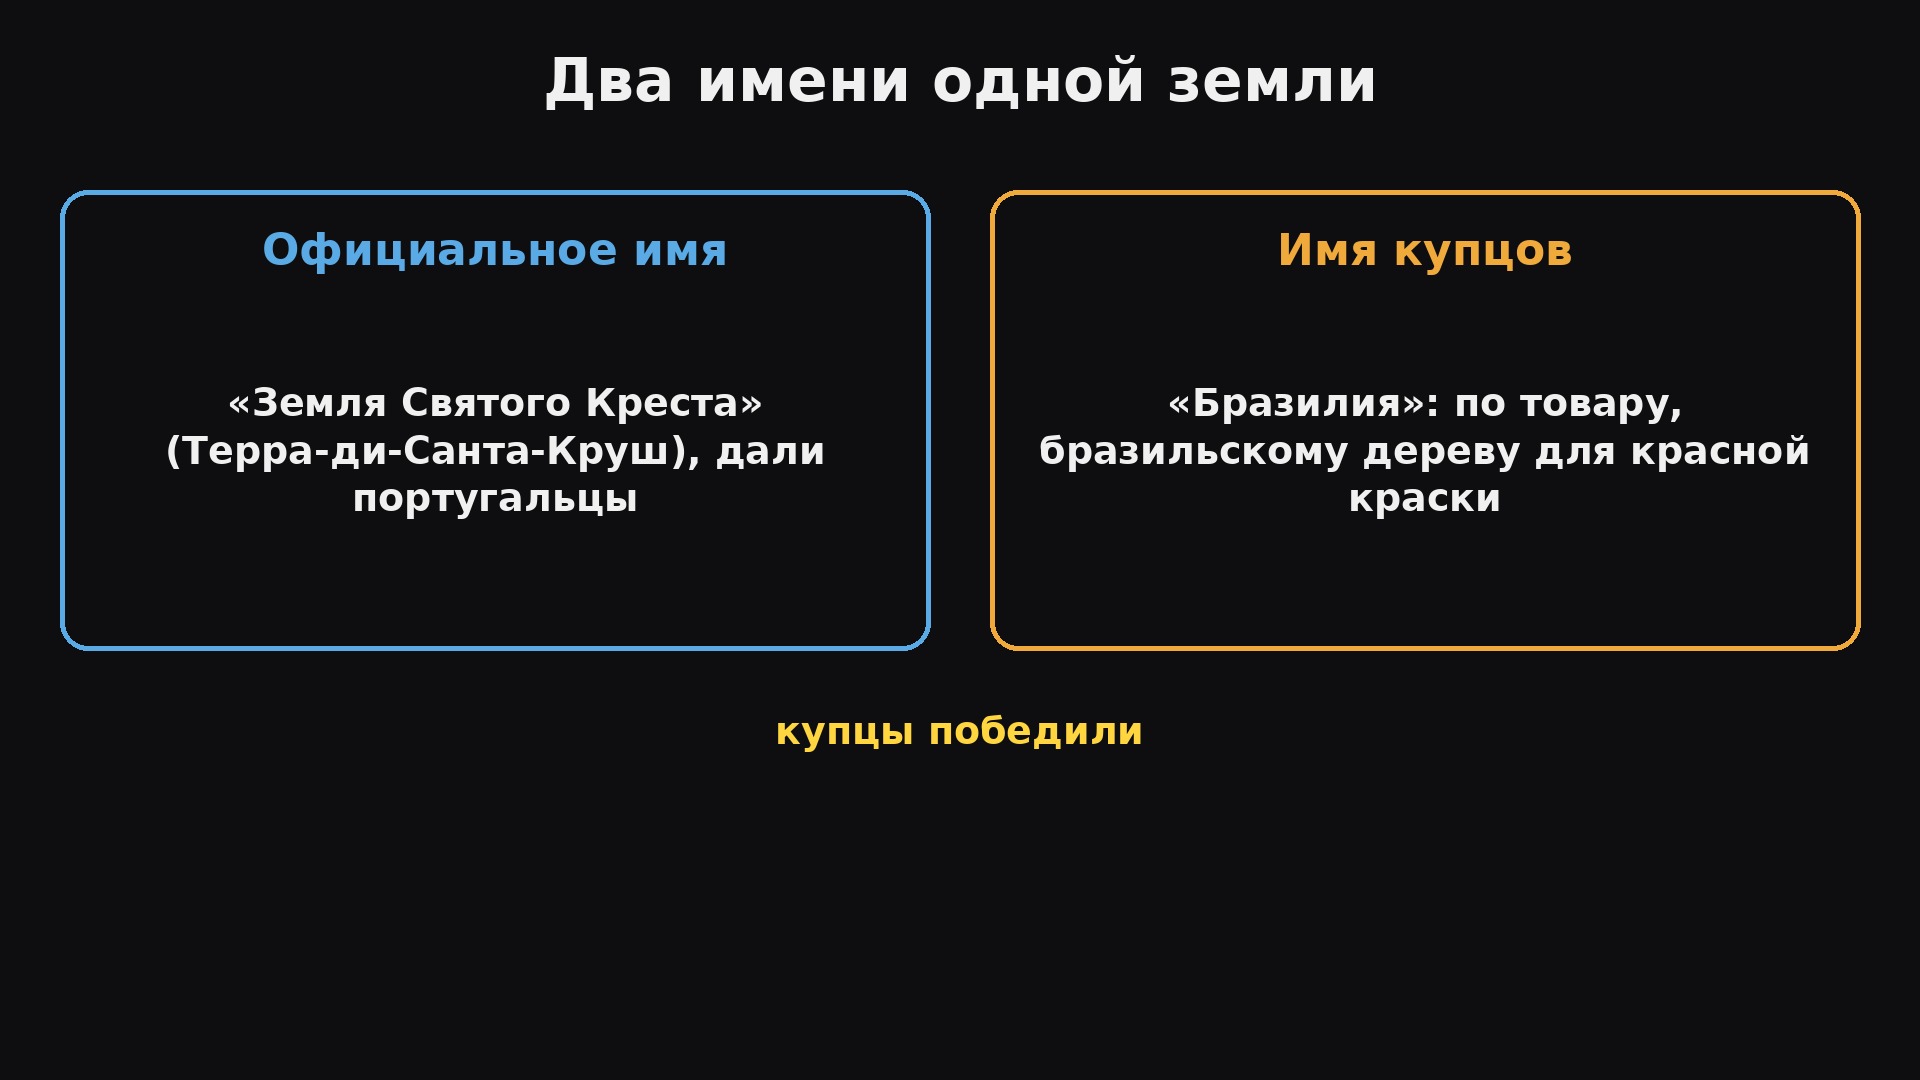 Два имени одной земли
Официальное имя
«Земля Святого Креста»
(Терра-ди-Санта-Круш), дали
португальцы
Имя купцов
«Бразилия»: по товару,
бразильскому дереву для красной
краски
купцы победили